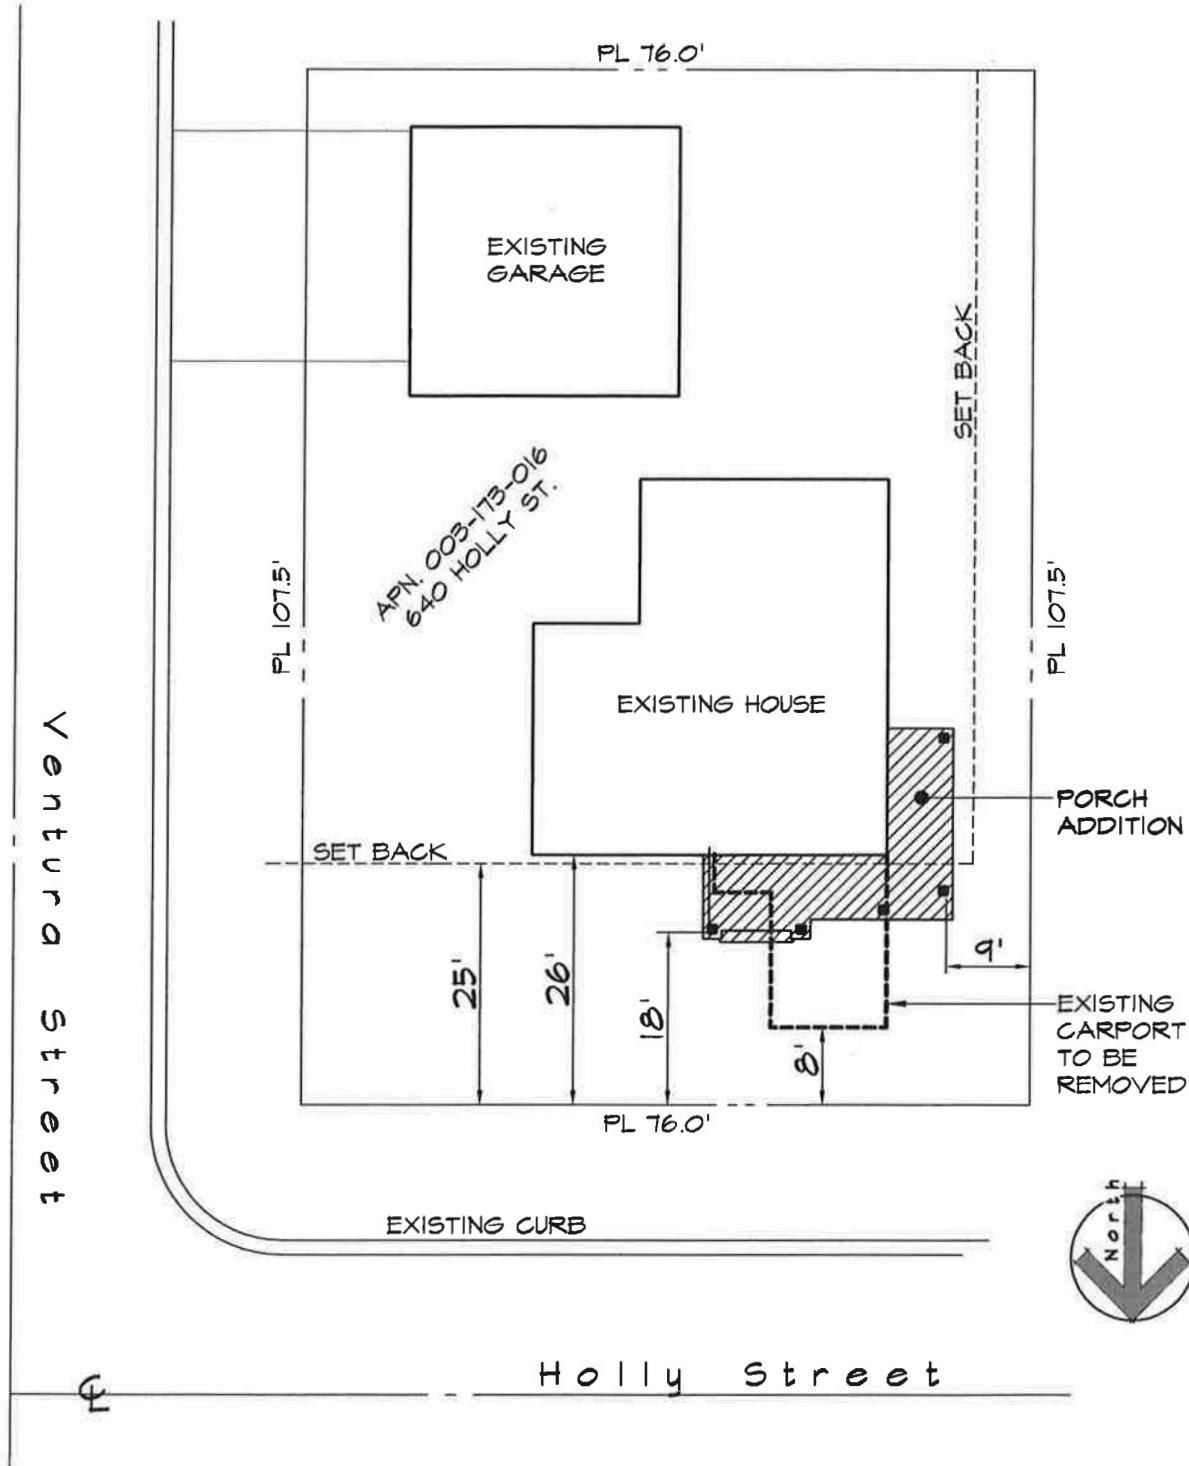 PL 76.0'
EXISTING
GARAGE
SET BACK
APN. 003-173-016
640 HOLLY ST.
PL 107.5'
PL 107.5'
EXISTING HOUSE
Ventura Street
PORCH
ADDITION
SET BACK
25'
26'
18'
8'
9'
EXISTING
CARPORT
TO BE
REMOVED
PL 76.0'
EXISTING CURB
North
Holly Street
CL